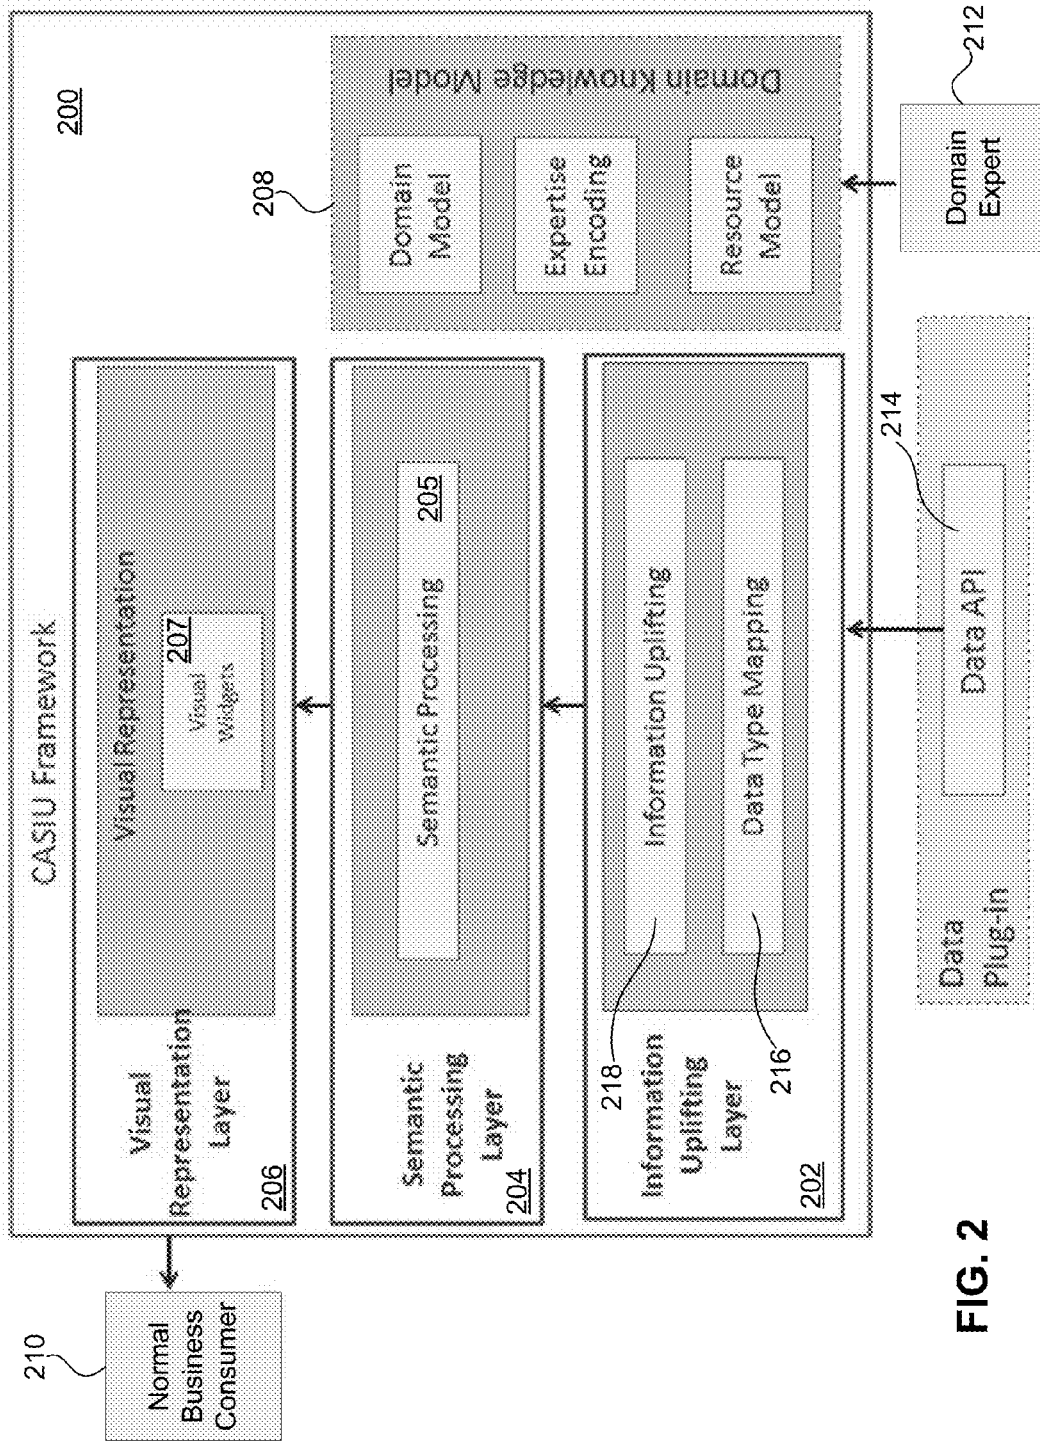 CASIU Framework
200
Visual
Representation
Layer
206
Visual Representation
207
Visual
Widgets
Semantic
Processing
Layer
204
Semantic Processing
205
Information
Uplifting
Layer
202
218
Information Uplifting
216
Data Type Mapping
208
Domain Knowledge Model
Domain
Model
Expertise
Encoding
Resource
Model
210
Normal
Business
Consumer
Data
Plug-in
Data API
214
Domain
Expert
212
FIG. 2